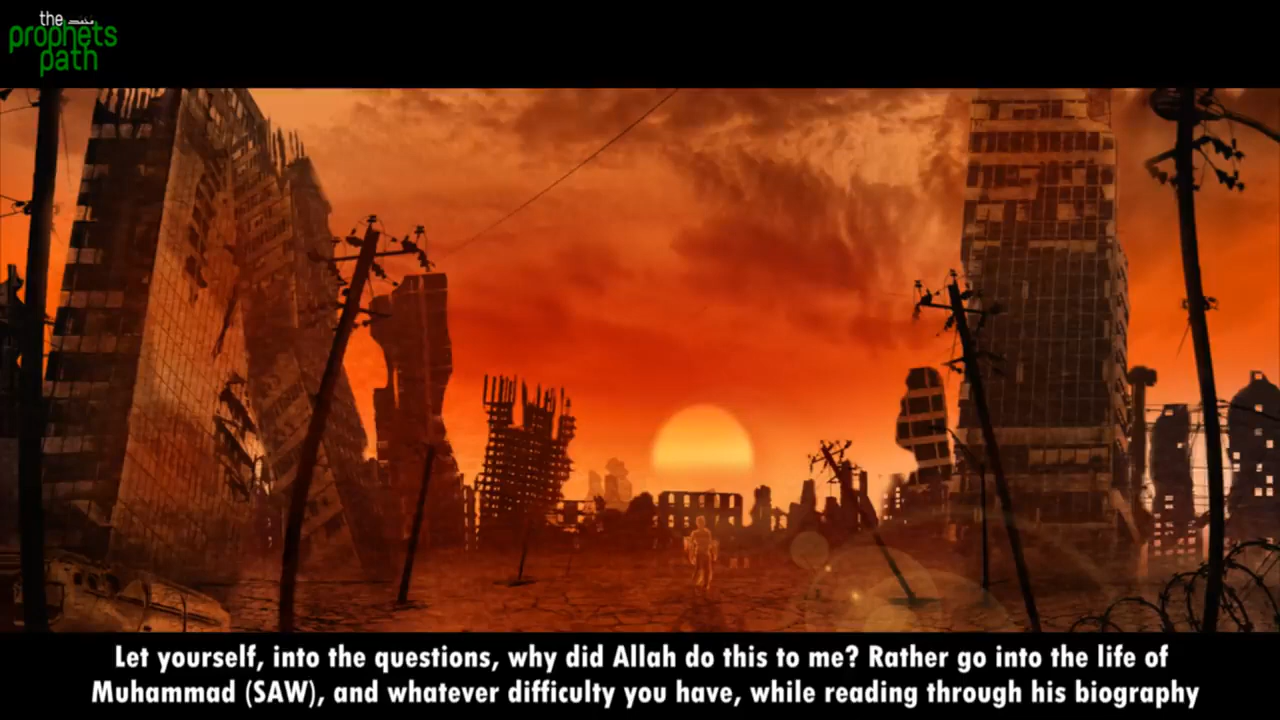 the محمد
prophets
path
Let yourself, into the questions, why did Allah do this to me? Rather go into the life of
Muhammad (SAW), and whatever difficulty you have, while reading through his biography